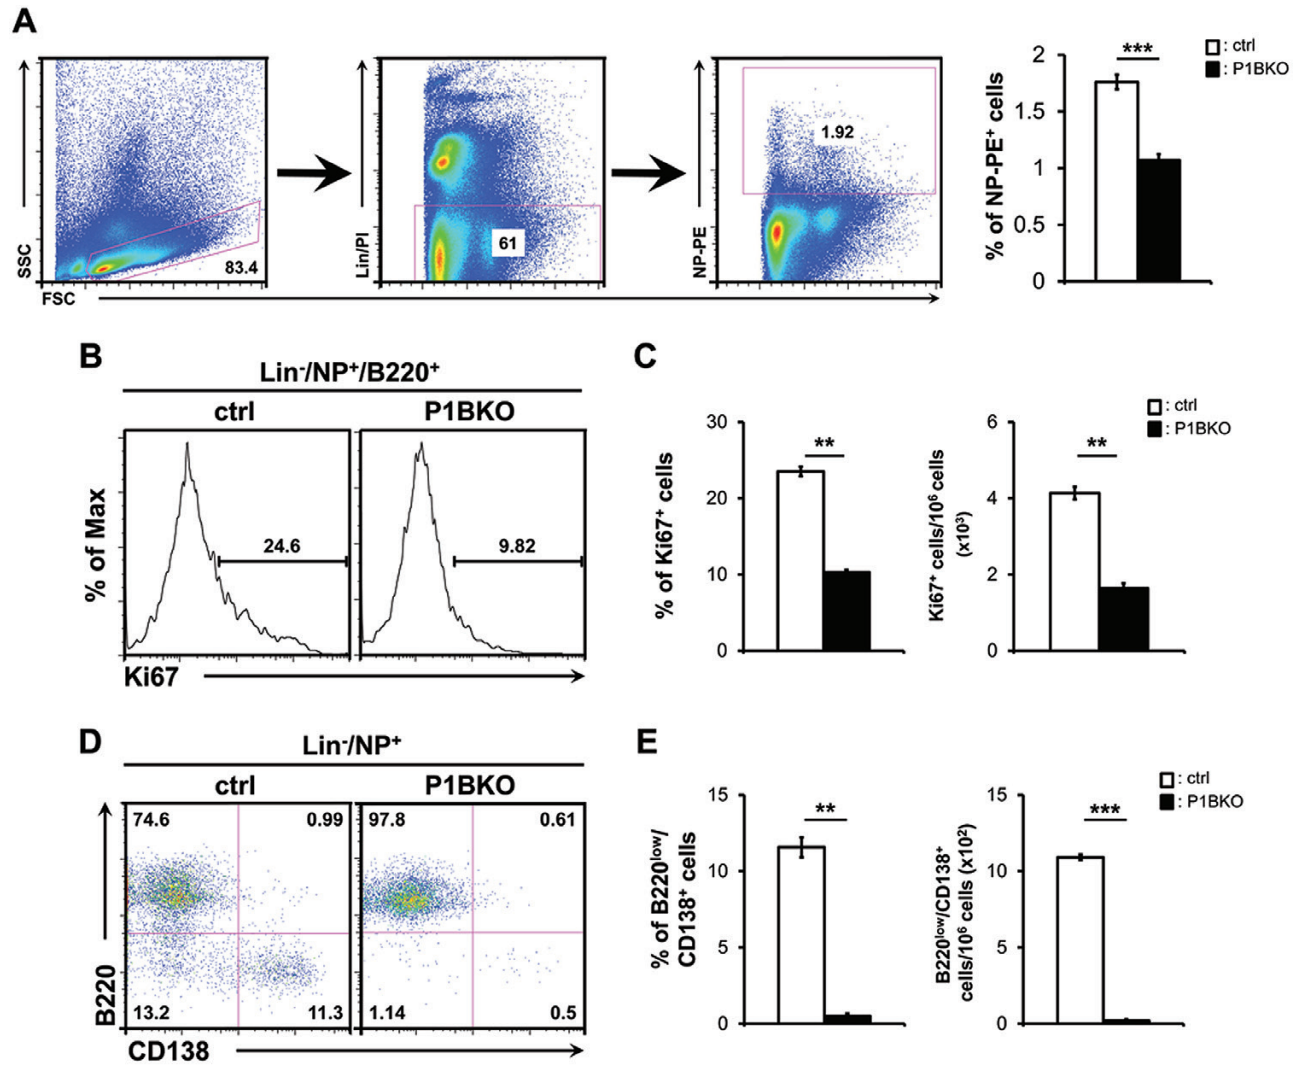 A
SSC
83.4
FSC
Lin/PI
61
NP-PE
1.92
% of NP-PE⁺ cells
2
1.5
1
0.5
0
***
: ctrl
: P1BKO
B
Lin⁻/NP⁺/B220⁺
ctrl
P1BKO
% of Max
24.6
9.82
Ki67
C
% of Ki67⁺ cells
30
20
10
0
**
Ki67⁺ cells/10⁶ cells
(x10³)
6
4
2
0
**
: ctrl
: P1BKO
D
Lin⁻/NP⁺
ctrl
P1BKO
B220
74.6
0.99
13.2
11.3
97.8
0.61
1.14
0.5
CD138
E
% of B220ˡᵒʷ/
CD138⁺ cells
15
10
5
0
**
B220ˡᵒʷ/CD138⁺
cells/10⁶ cells (x10²)
15
10
5
0
***
: ctrl
: P1BKO